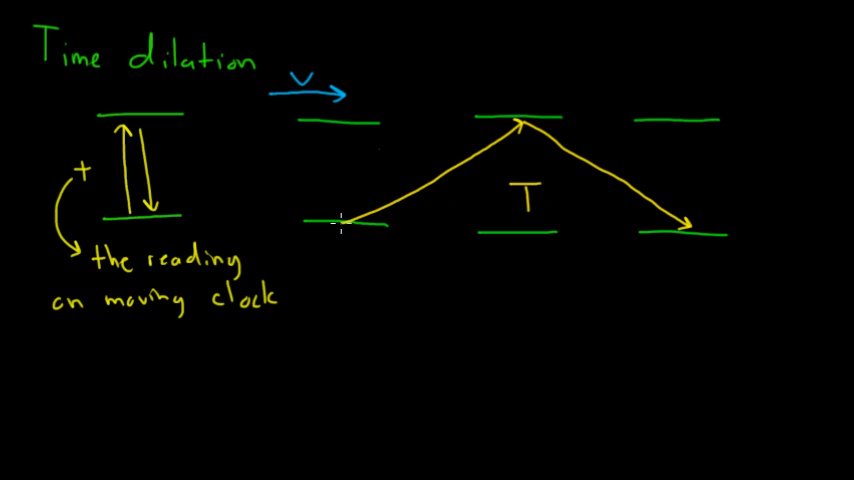 Time dilation
v
t
T
the reading
on moving clock